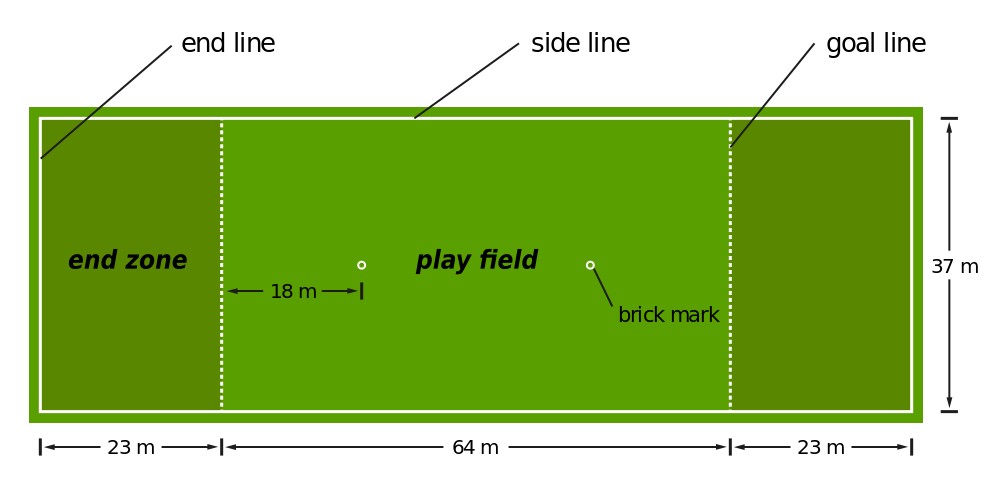 end line
side line
goal line
end zone
play field
37 m
18 m
brick mark
23 m
64 m
23 m